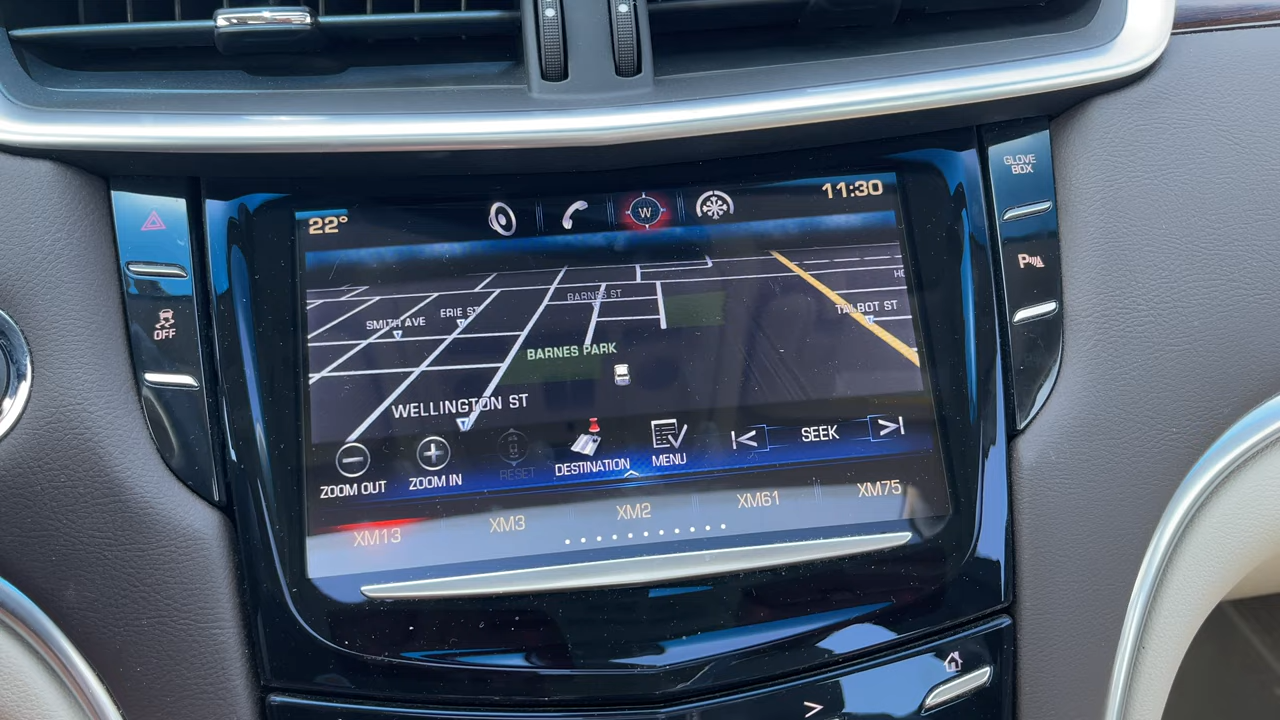 GLOVE
BOX
22°
W
11:30
P
OFF
BARNES ST
SMITH AVE
ERIE ST
TALBOT ST
BARNES PARK
WELLINGTON ST
ZOOM OUT
ZOOM IN
RESET
DESTINATION
MENU
SEEK
XM13
XM3
XM2
XM61
XM75